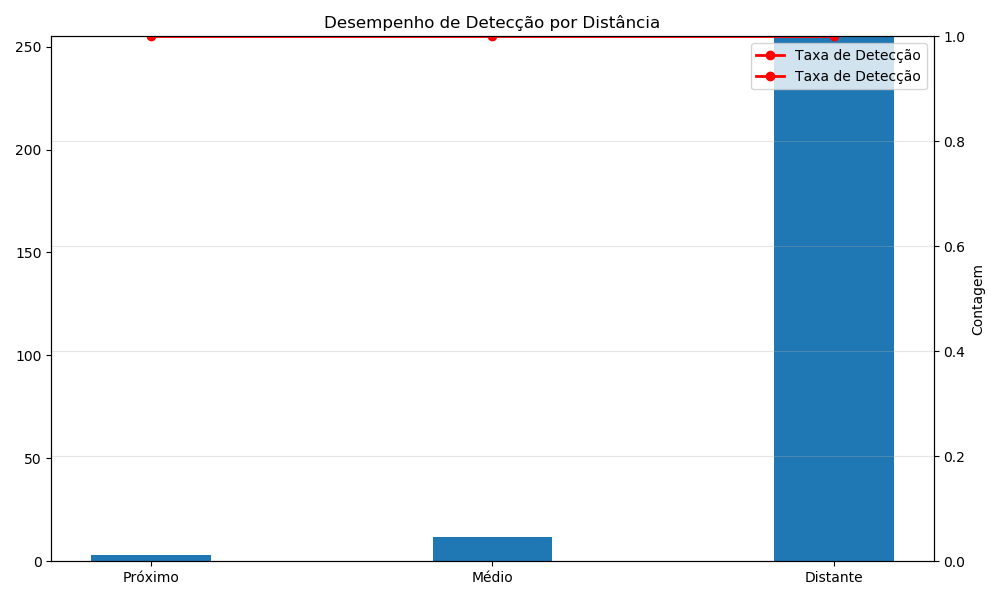 Desempenho de Detecção por Distância
250
200
150
100
50
0
1.0
0.8
0.6
0.4
0.2
0.0
Contagem
Taxa de Detecção
Taxa de Detecção
Próximo
Médio
Distante